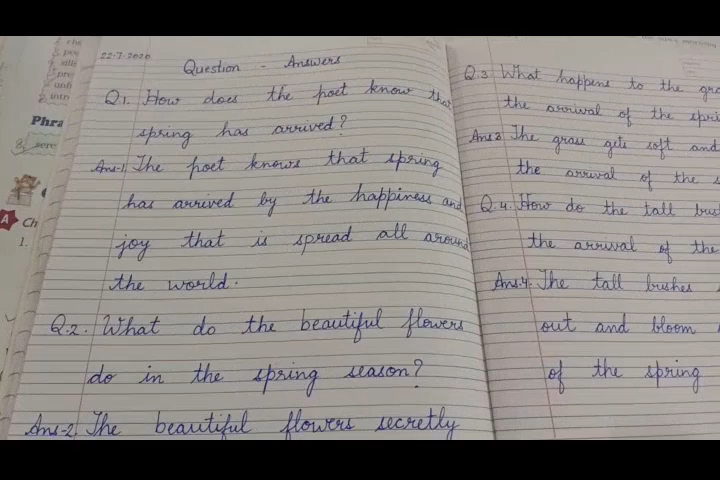 22-7-2020
Question - Answers
Q1. How does the poet know that
spring has arrived?
Ans-1. The poet knows that spring
has arrived by the happiness and
joy that is spread all around
the world.
Q.2. What do the beautiful flowers
do in the spring season?
Ans-2 The beautiful flowers secretly
Q.3 What happens to the
the arrival of the
Ans 3. The grass gets soft and
the arrival of the
Q.4. How do the tall
the arrival of the
Ans.4. The tall bushes
out and bloom
of the spring
Phra
A Ch
1.